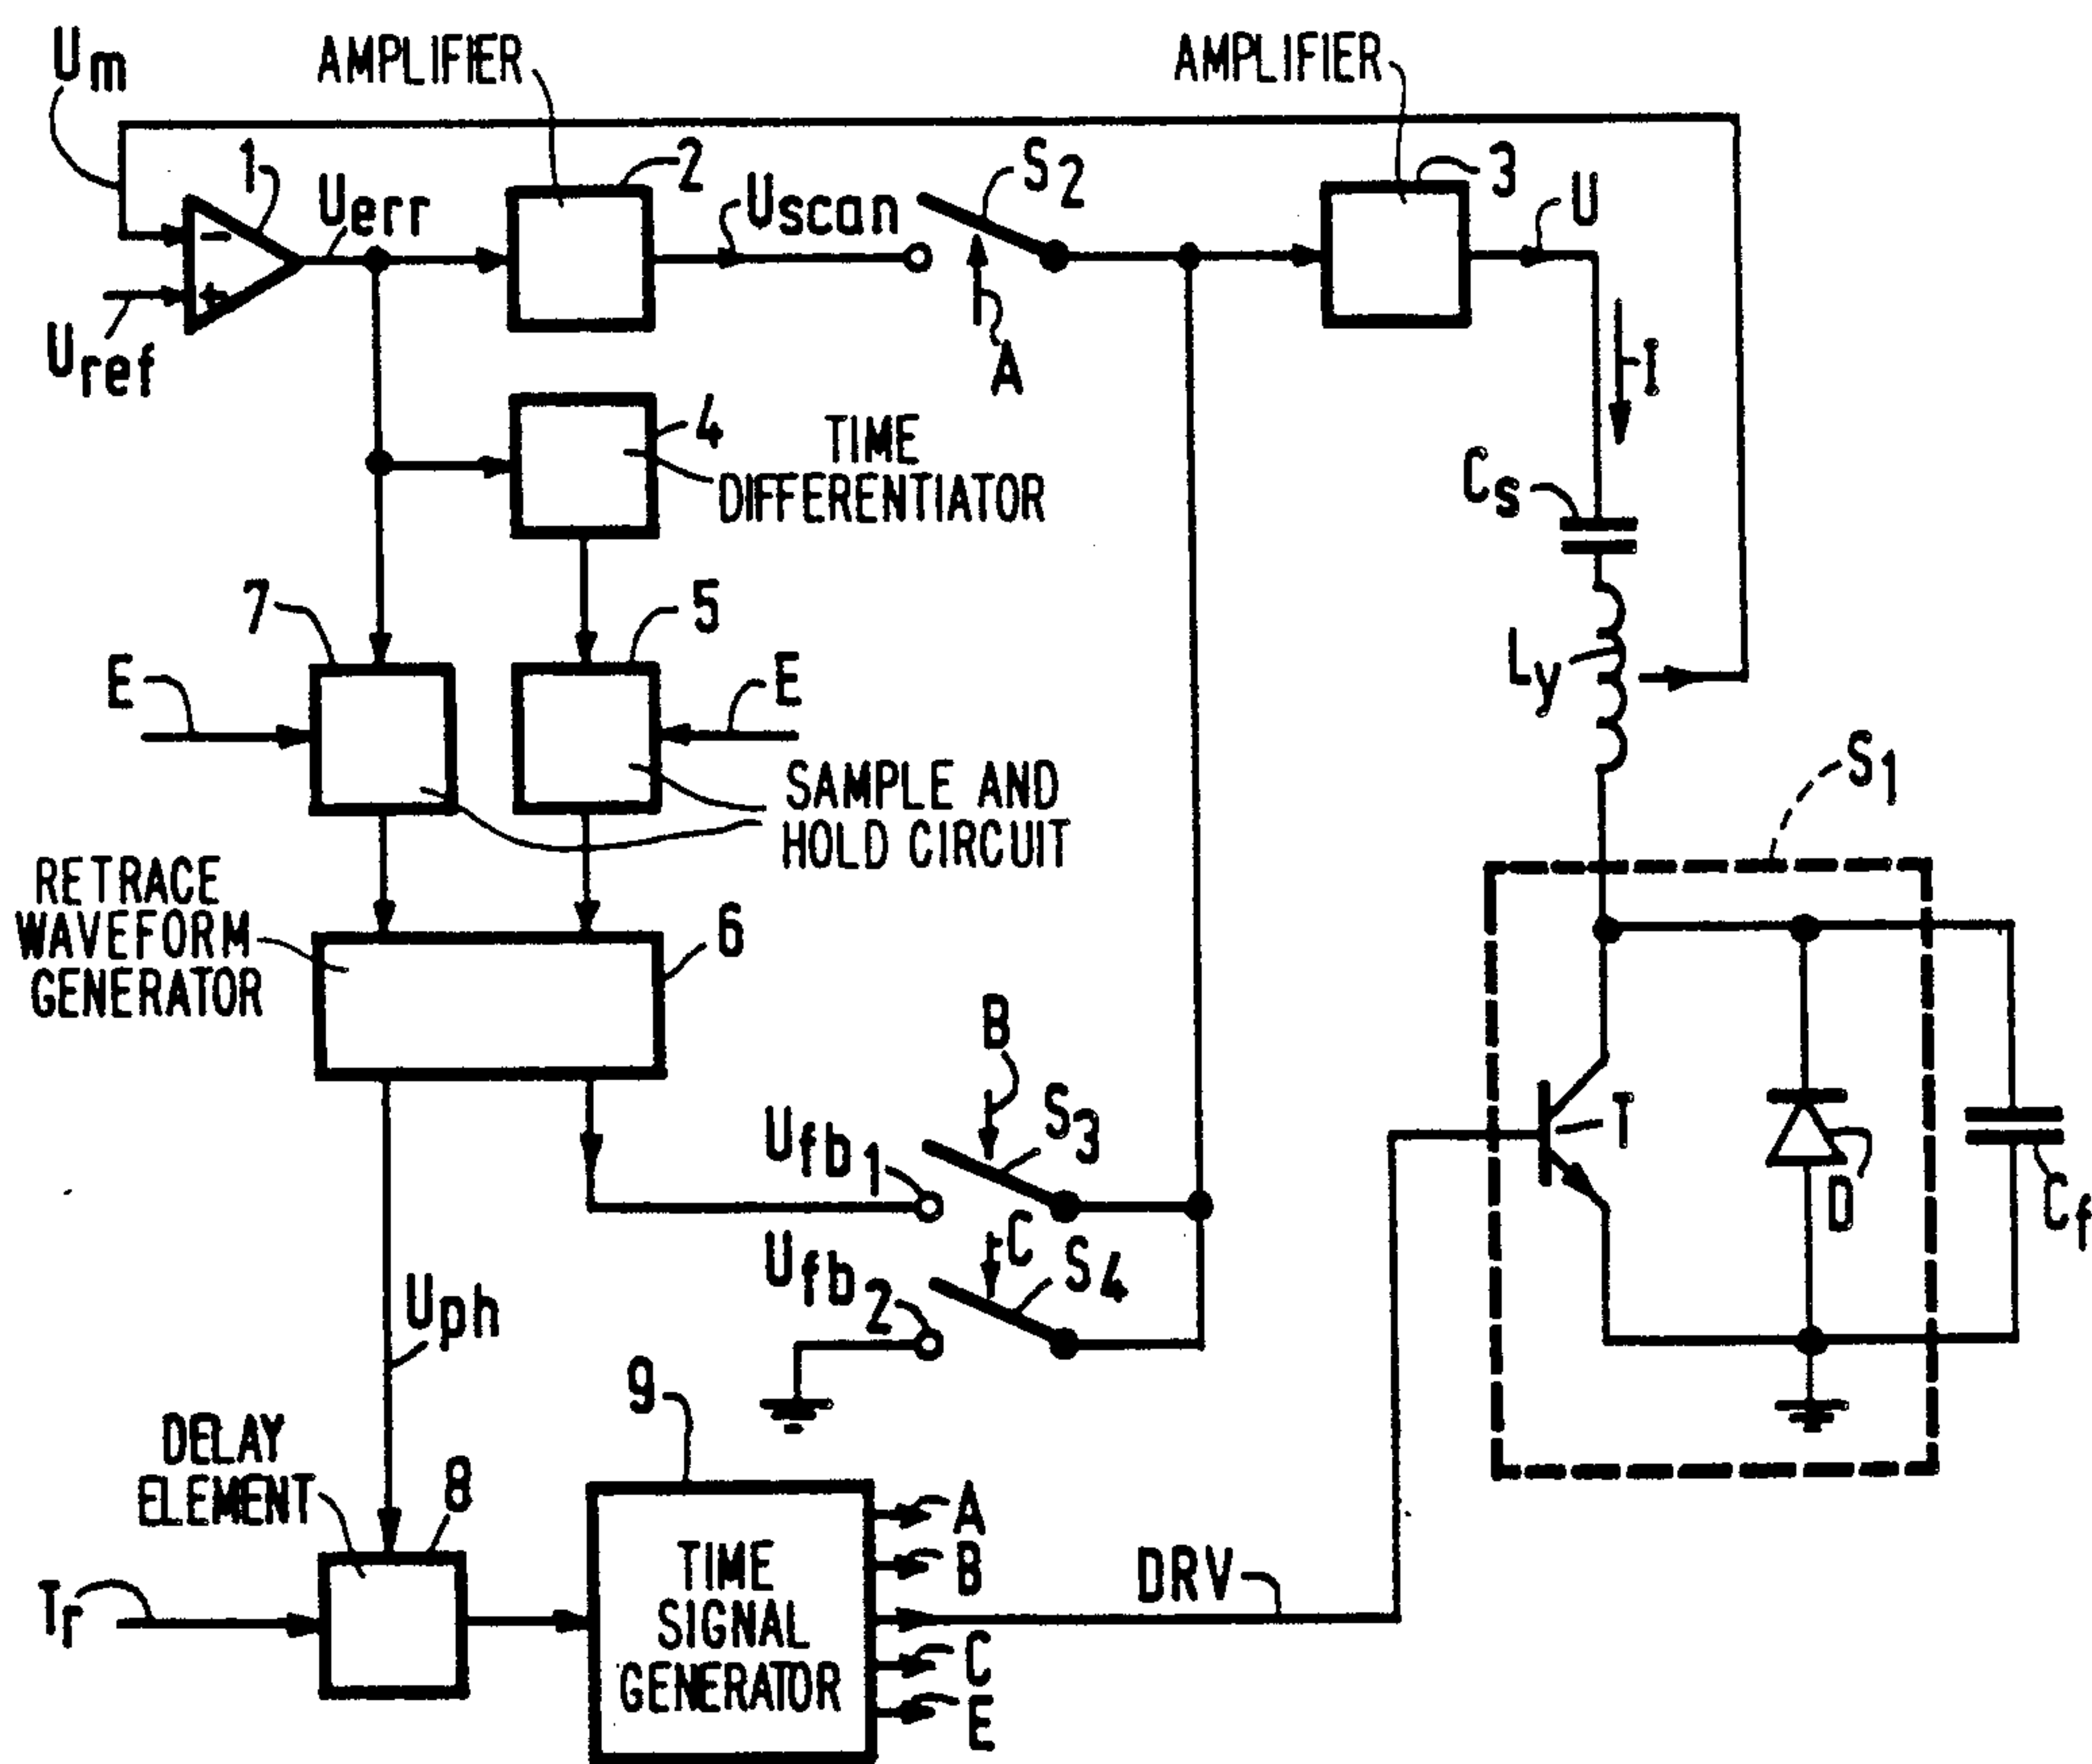 Um
AMPLIFIER
AMPLIFIER
1
Uerr
2
Uscan
S2
3
U
-
+
Uref
A
I
4
TIME
DIFFERENTIATOR
Cs
7
5
E
E
Ly
SAMPLE AND
HOLD CIRCUIT
S1
RETRACE
WAVEFORM
GENERATOR
6
B
S3
Ufb1
T
D
Cf
C
S4
Ufb2
Uph
9
DELAY
ELEMENT
8
A
B
TIME
SIGNAL
GENERATOR
DRV
Tr
C
E